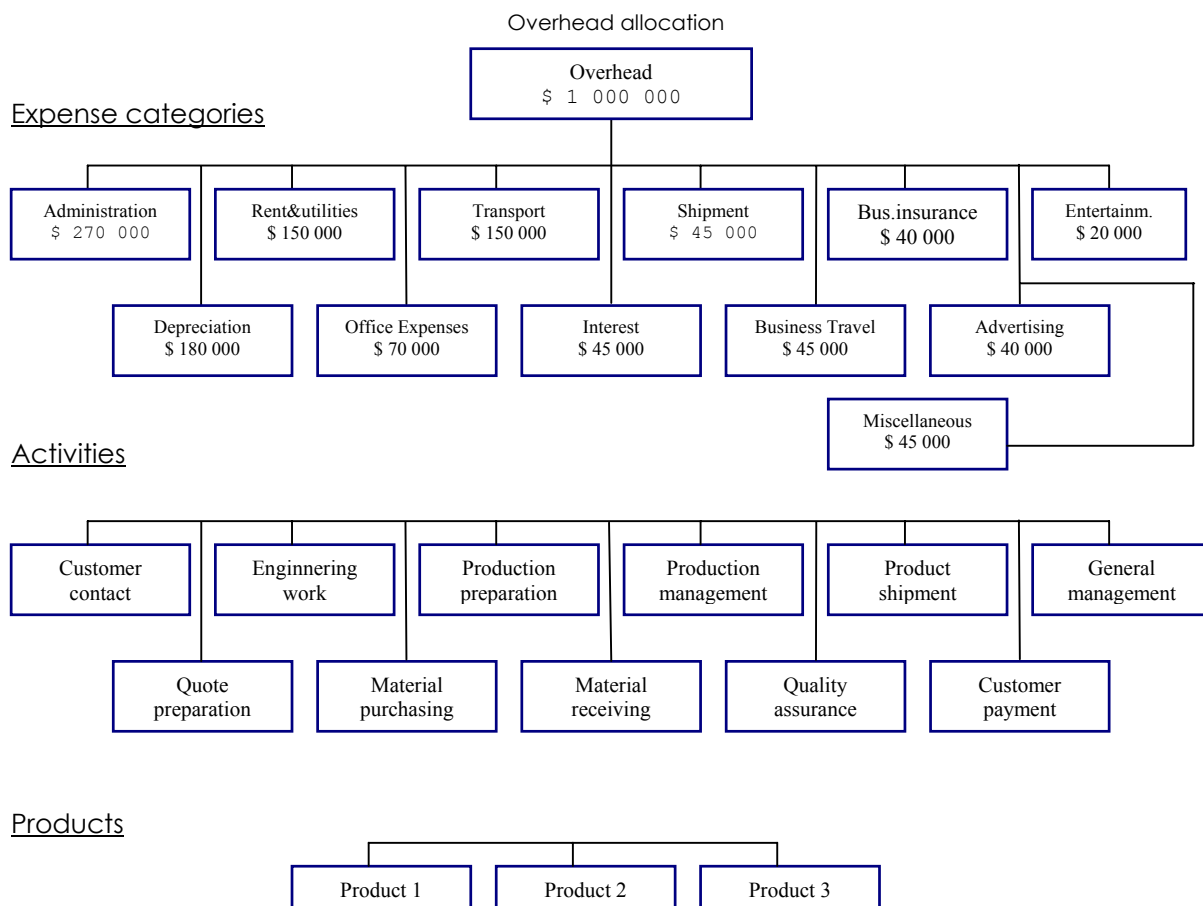 Overhead allocation
Overhead
$ 1 000 000
Expense categories
Administration
$ 270 000
Rent&utilities
$ 150 000
Transport
$ 150 000
Shipment
$ 45 000
Bus.insurance
$ 40 000
Entertainm.
$ 20 000
Depreciation
$ 180 000
Office Expenses
$ 70 000
Interest
$ 45 000
Business Travel
$ 45 000
Advertising
$ 40 000
Miscellaneous
$ 45 000
Activities
Customer
contact
Enginnering
work
Production
preparation
Production
management
Product
shipment
General
management
Quote
preparation
Material
purchasing
Material
receiving
Quality
assurance
Customer
payment
Products
Product 1
Product 2
Product 3